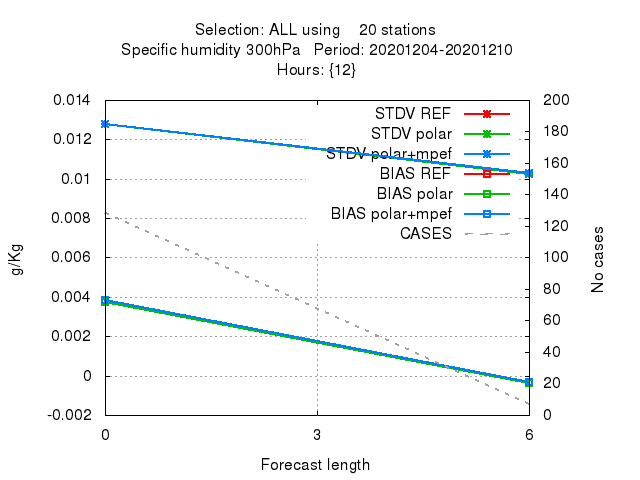 Selection: ALL using    20 stations
Specific humidity 300hPa   Period: 20201204-20201210
Hours: {12}
0.014
0.012
0.01
0.008
0.006
0.004
0.002
0
-0.002
g/Kg
STDV REF
STDV polar
STDV polar+mpef
BIAS REF
BIAS polar
BIAS polar+mpef
CASES
200
180
160
140
120
100
80
60
40
20
0
No cases
0 3 6
Forecast length